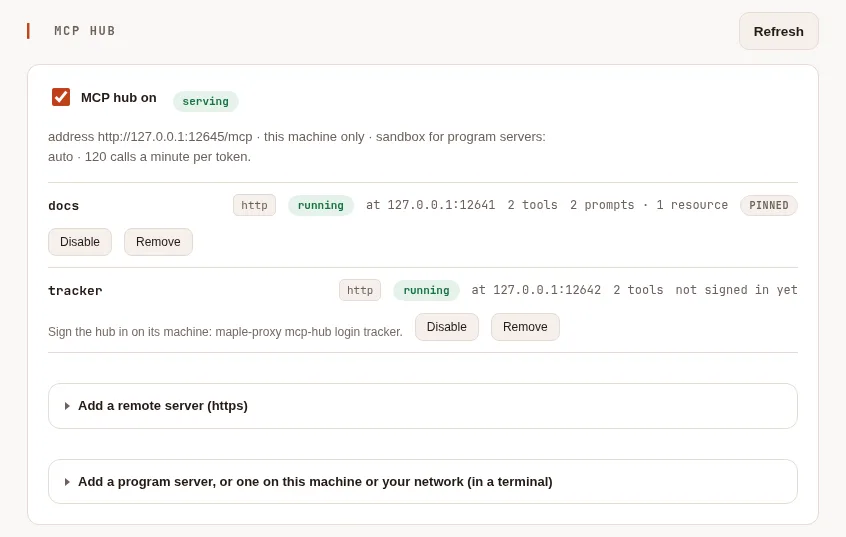 MCP HUB
Refresh
MCP hub on
serving
address http://127.0.0.1:12645/mcp · this machine only · sandbox for program servers:
auto · 120 calls a minute per token.
docs http running at 127.0.0.1:12641 2 tools 2 prompts · 1 resource PINNED
Disable Remove
tracker http running at 127.0.0.1:12642 2 tools not signed in yet
Sign the hub in on its machine: maple-proxy mcp-hub login tracker. Disable Remove
Add a remote server (https)
Add a program server, or one on this machine or your network (in a terminal)